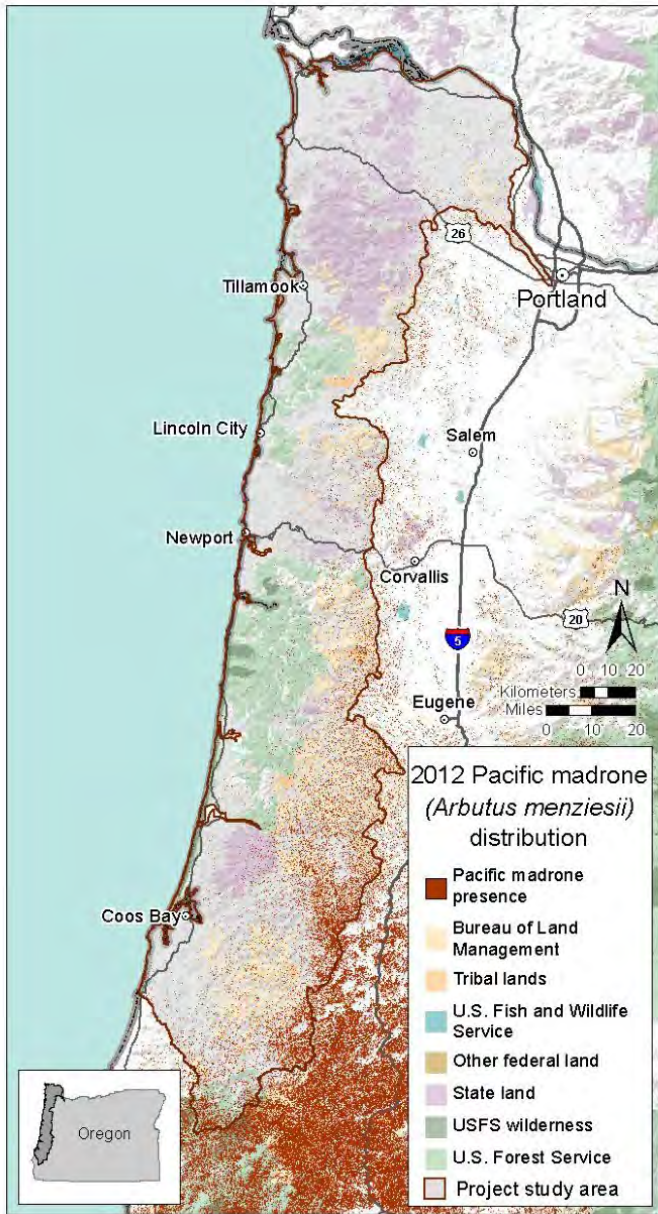 26
Portland
Tillamook
Lincoln City
Salem
Newport
Corvallis
N
20
5
0 10 20
Kilometers
Miles
0 10 20
Eugene
Coos Bay
2012 Pacific madrone
(Arbutus menziesii)
distribution
Pacific madrone
presence
Bureau of Land
Management
Tribal lands
U.S. Fish and Wildlife
Service
Other federal land
State land
USFS wilderness
U.S. Forest Service
Project study area
Oregon